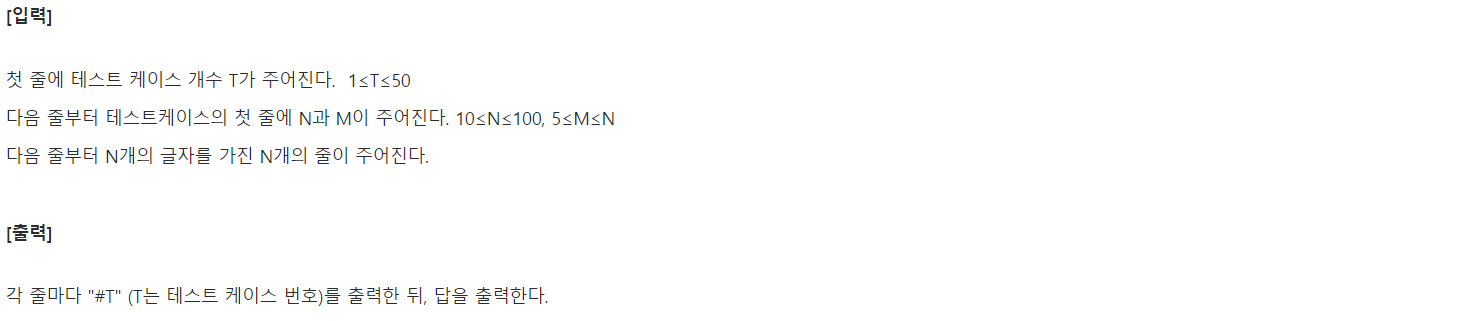 [입력]
첫 줄에 테스트 케이스 개수 T가 주어진다.  1≤T≤50
다음 줄부터 테스트케이스의 첫 줄에 N과 M이 주어진다. 10≤N≤100, 5≤M≤N
다음 줄부터 N개의 글자를 가진 N개의 줄이 주어진다.
[출력]
각 줄마다 "#T" (T는 테스트 케이스 번호)를 출력한 뒤, 답을 출력한다.